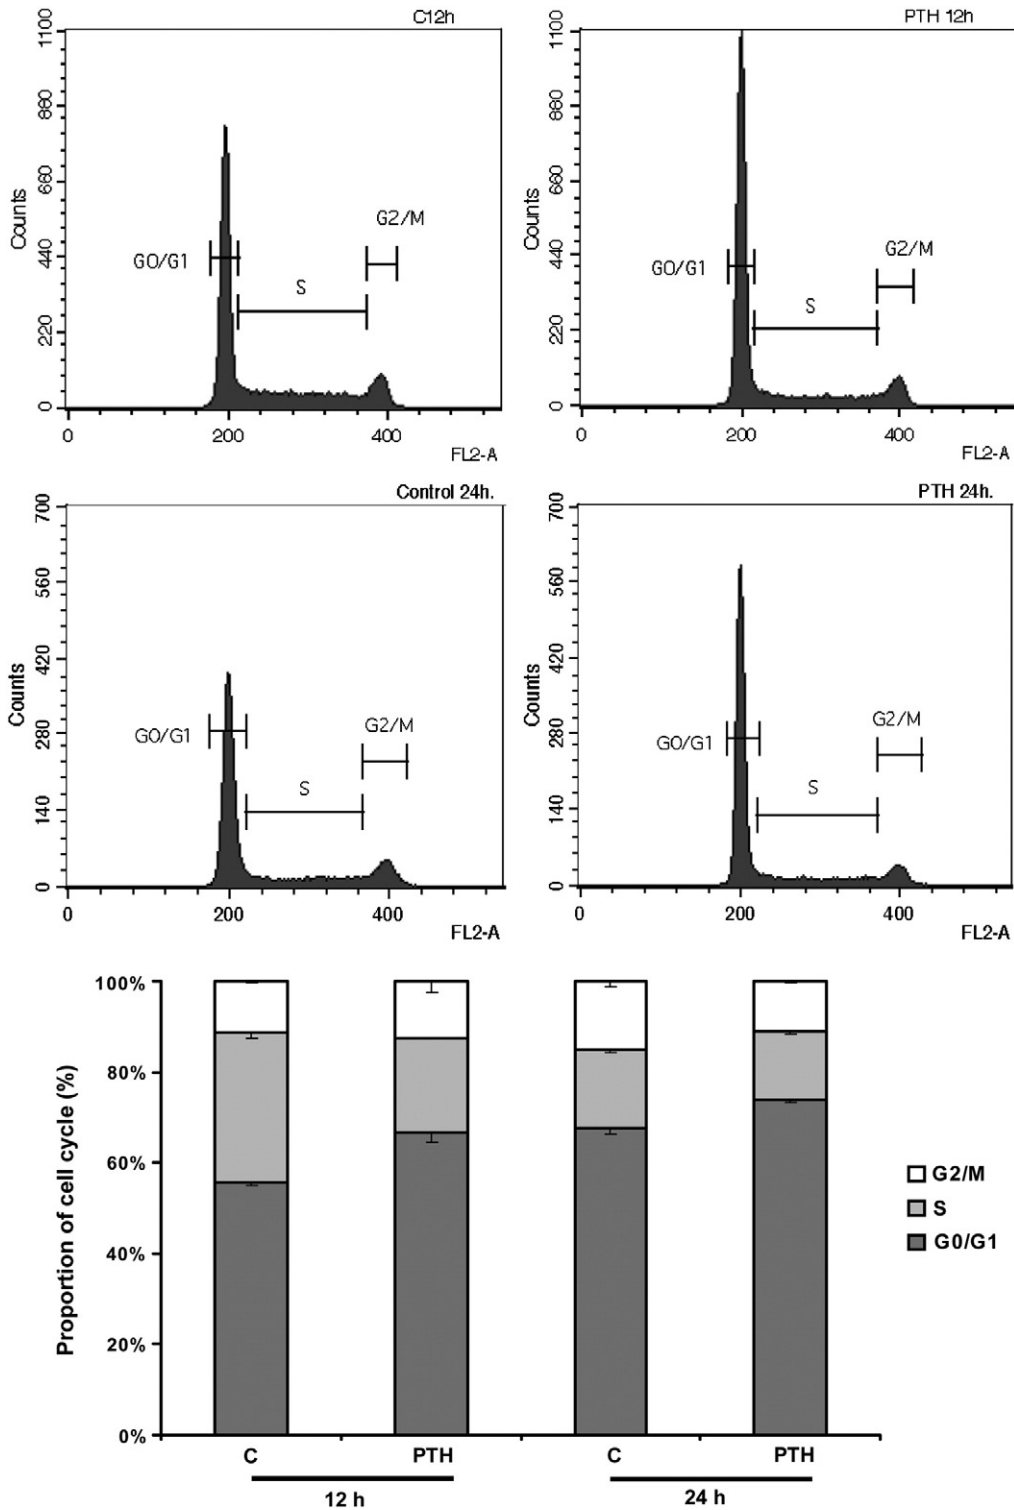 C12h
1100
880
660
440
220
0
Counts
G0/G1
S
G2/M
0 200 400
FL2-A
PTH 12h
1100
880
660
440
220
0
Counts
G0/G1
S
G2/M
0 200 400
FL2-A
Control 24h.
700
560
420
280
140
0
Counts
G0/G1
S
G2/M
0 200 400
FL2-A
PTH 24h.
700
560
420
280
140
0
Counts
G0/G1
S
G2/M
0 200 400
FL2-A
Proportion of cell cycle (%)
100%
80%
60%
40%
20%
0%
C PTH C PTH
12 h 24 h
G2/M
S
G0/G1